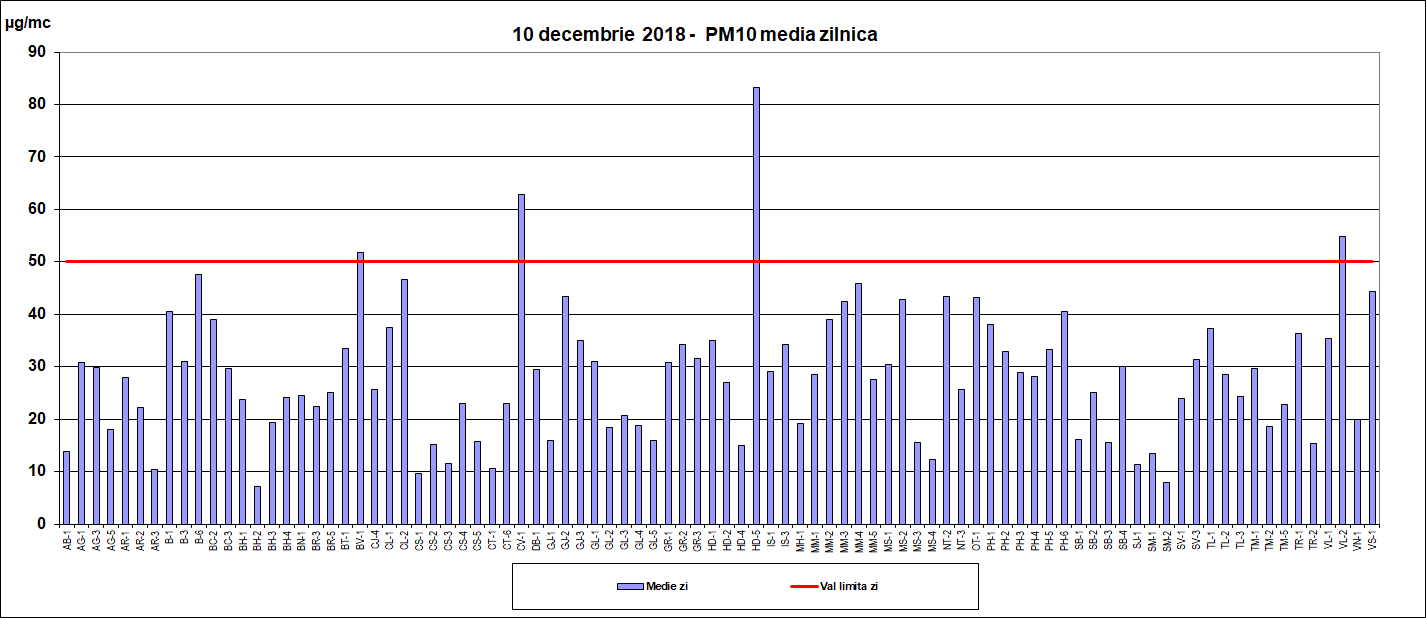 µg/mc
10 decembrie 2018 - PM10 media zilnica
90
80
70
60
50
40
30
20
10
0
AB-1 AG-1 AG-3 AG-5 AR-1 AR-2 AR-3 B-1 B-3 B-6 BC-2 BC-3 BH-1 BH-2 BH-3 BH-4 BN-1 BR-3 BR-5 BT-1 BV-1 CJ-4 CL-1 CL-2 CS-1 CS-2 CS-3 CS-4 CS-5 CT-1 CT-6 CV-1 DB-1 GJ-1 GJ-2 GJ-3 GL-1 GL-2 GL-3 GL-4 GL-5 GR-1 GR-2 GR-3 HD-1 HD-2 HD-4 HD-5 IS-1 IS-3 MH-1 MM-1 MM-2 MM-3 MM-4 MM-5 MS-1 MS-2 MS-3 MS-4 NT-2 NT-3 OT-1 PH-1 PH-2 PH-3 PH-4 PH-5 PH-6 SB-1 SB-2 SB-3 SB-4 SJ-1 SM-1 SM-2 SV-1 SV-3 TL-1 TL-2 TL-3 TM-1 TM-2 TM-5 TR-1 TR-2 VL-1 VL-2 VN-1 VS-1
Medie zi Val limita zi